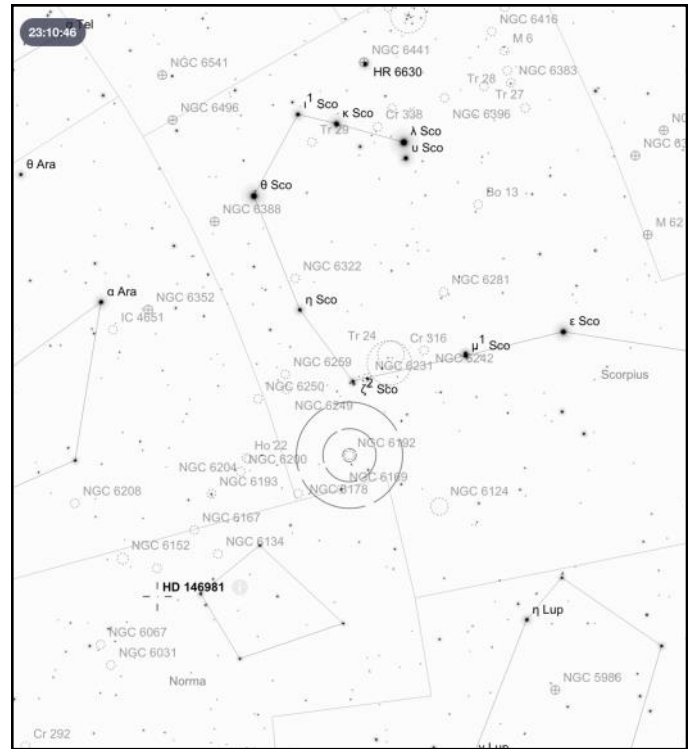 α Tel
23:10:46
NGC 6416
M 6
NGC 6441
HR 6630
NGC 6541
NGC 6383
Tr 28
Tr 27
NGC 6496
ι1 Sco
κ Sco
Cr 338
NGC 6396
Tr 29
λ Sco
υ Sco
θ Ara
θ Sco
Bo 13
NGC 6388
M 62
NGC 6322
NGC 6281
α Ara
NGC 6352
IC 4651
η Sco
ε Sco
Tr 24
Cr 316
μ1 Sco
NGC 6242
NGC 6259
NGC 6231
Scorpius
NGC 6250
ζ2 Sco
NGC 6249
NGC 6192
Ho 22
NGC 6200
NGC 6204
NGC 6193
NGC 6169
NGC 6178
NGC 6208
NGC 6124
NGC 6167
NGC 6152
NGC 6134
HD 146981
η Lup
NGC 6067
NGC 6031
Norma
NGC 5986
Cr 292